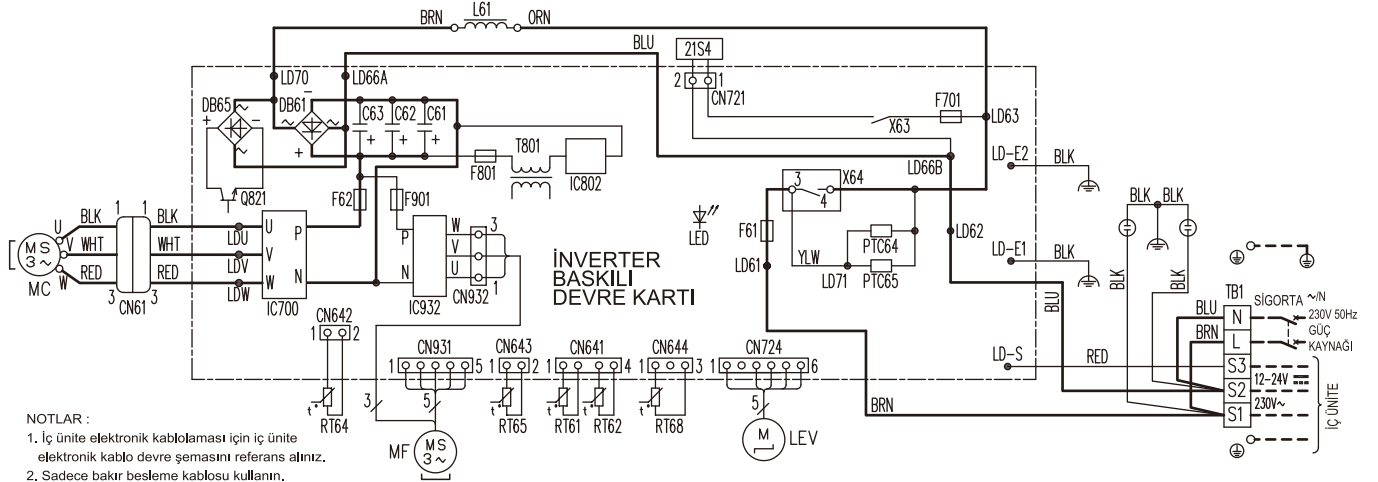 BRN L61 ORN
BLU
21S4
2 1
CN721
LD70 LD66A
DB65 DB61
C63 C62 C61
F701
X63
LD63
T801
F801
IC802
Q821
F62 F901
LD66B
LD-E2 BLK
3 X64
4
U BLK 1 1 BLK
MS
3~
V WHT WHT
W RED 3 3 RED
MC
CN61
LDU
LDV
LDW
U P
V
W N
IC700
P
N
IC932
W 3
V
U 1
CN932
LED
F61
LD61
YLW
LD71
PTC64
PTC65
LD62
LD-E1 BLK
BLU
İNVERTER
BASKILI
DEVRE KARTI
BLK BLK
TB1
SİGORTA ~/N
230V 50Hz
GÜÇ
KAYNAĞI
BLU N
BRN L
S3
S2 12-24V
S1 230V~
İÇ ÜNİTE
LD-S RED
BRN
CN642
1 2
t°
RT64
CN931
1 5
3
5
MF
MS
3~
CN643
1 2
t°
RT65
CN641
1 4
t° t°
RT61 RT62
CN644
1 3
t°
RT68
CN724
1 6
5
M
LEV
NOTLAR :
1. İç ünite elektronik kablolaması için iç ünite
elektronik kablo devre şemasını referans alınız.
2. Sadece bakır besleme kablosu kullanın.